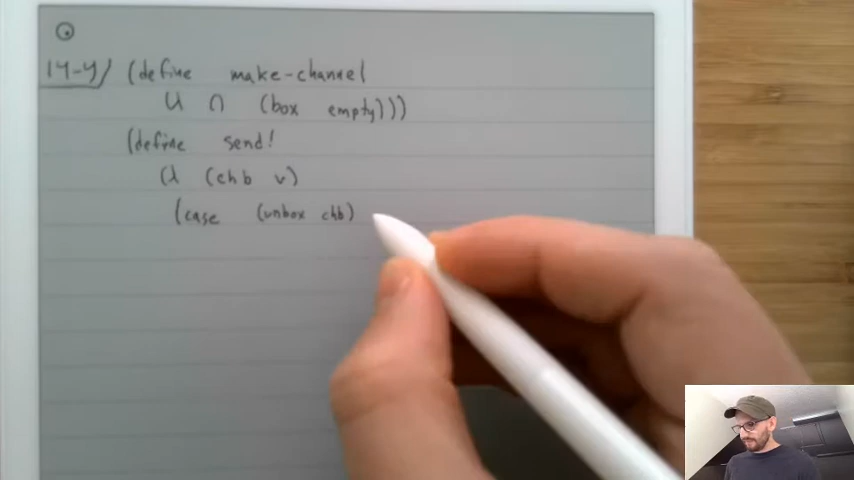 14-4/ (define make-channel
(λ () (box empty)))
(define send!
(λ (chb v)
(case (unbox chb)